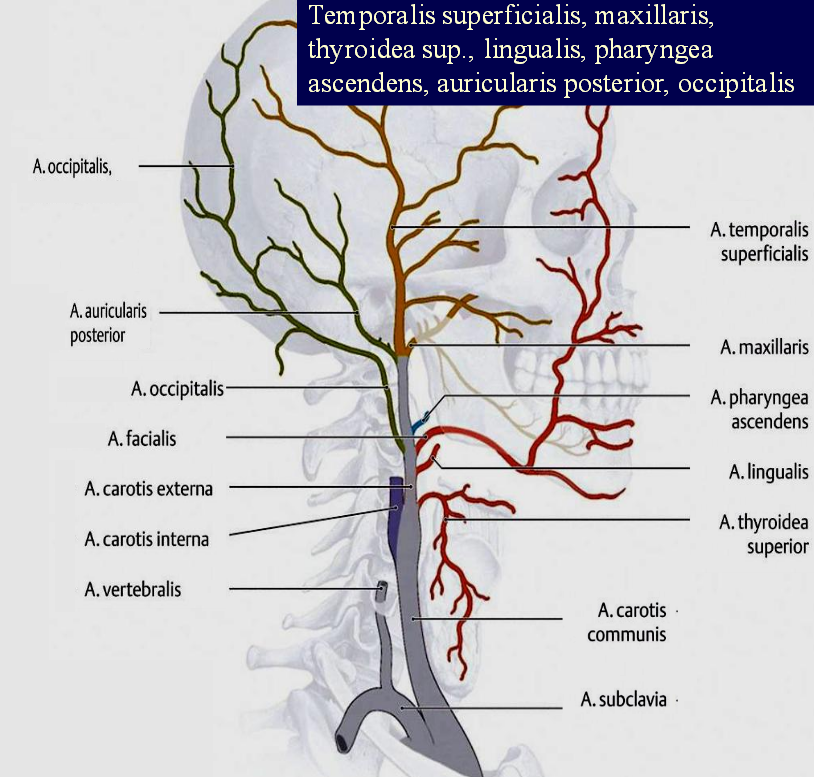 Temporalis superficialis, maxillaris,
thyroidea sup., lingualis, pharyngea
ascendens, auricularis posterior, occipitalis
A. occipitalis,
A. temporalis
superficialis
A. auricularis
posterior
A. maxillaris
A. occipitalis
A. pharyngea
ascendens
A. facialis
A. lingualis
A. carotis externa
A. thyroidea
superior
A. carotis interna
A. vertebralis
A. carotis
communis
A. subclavia